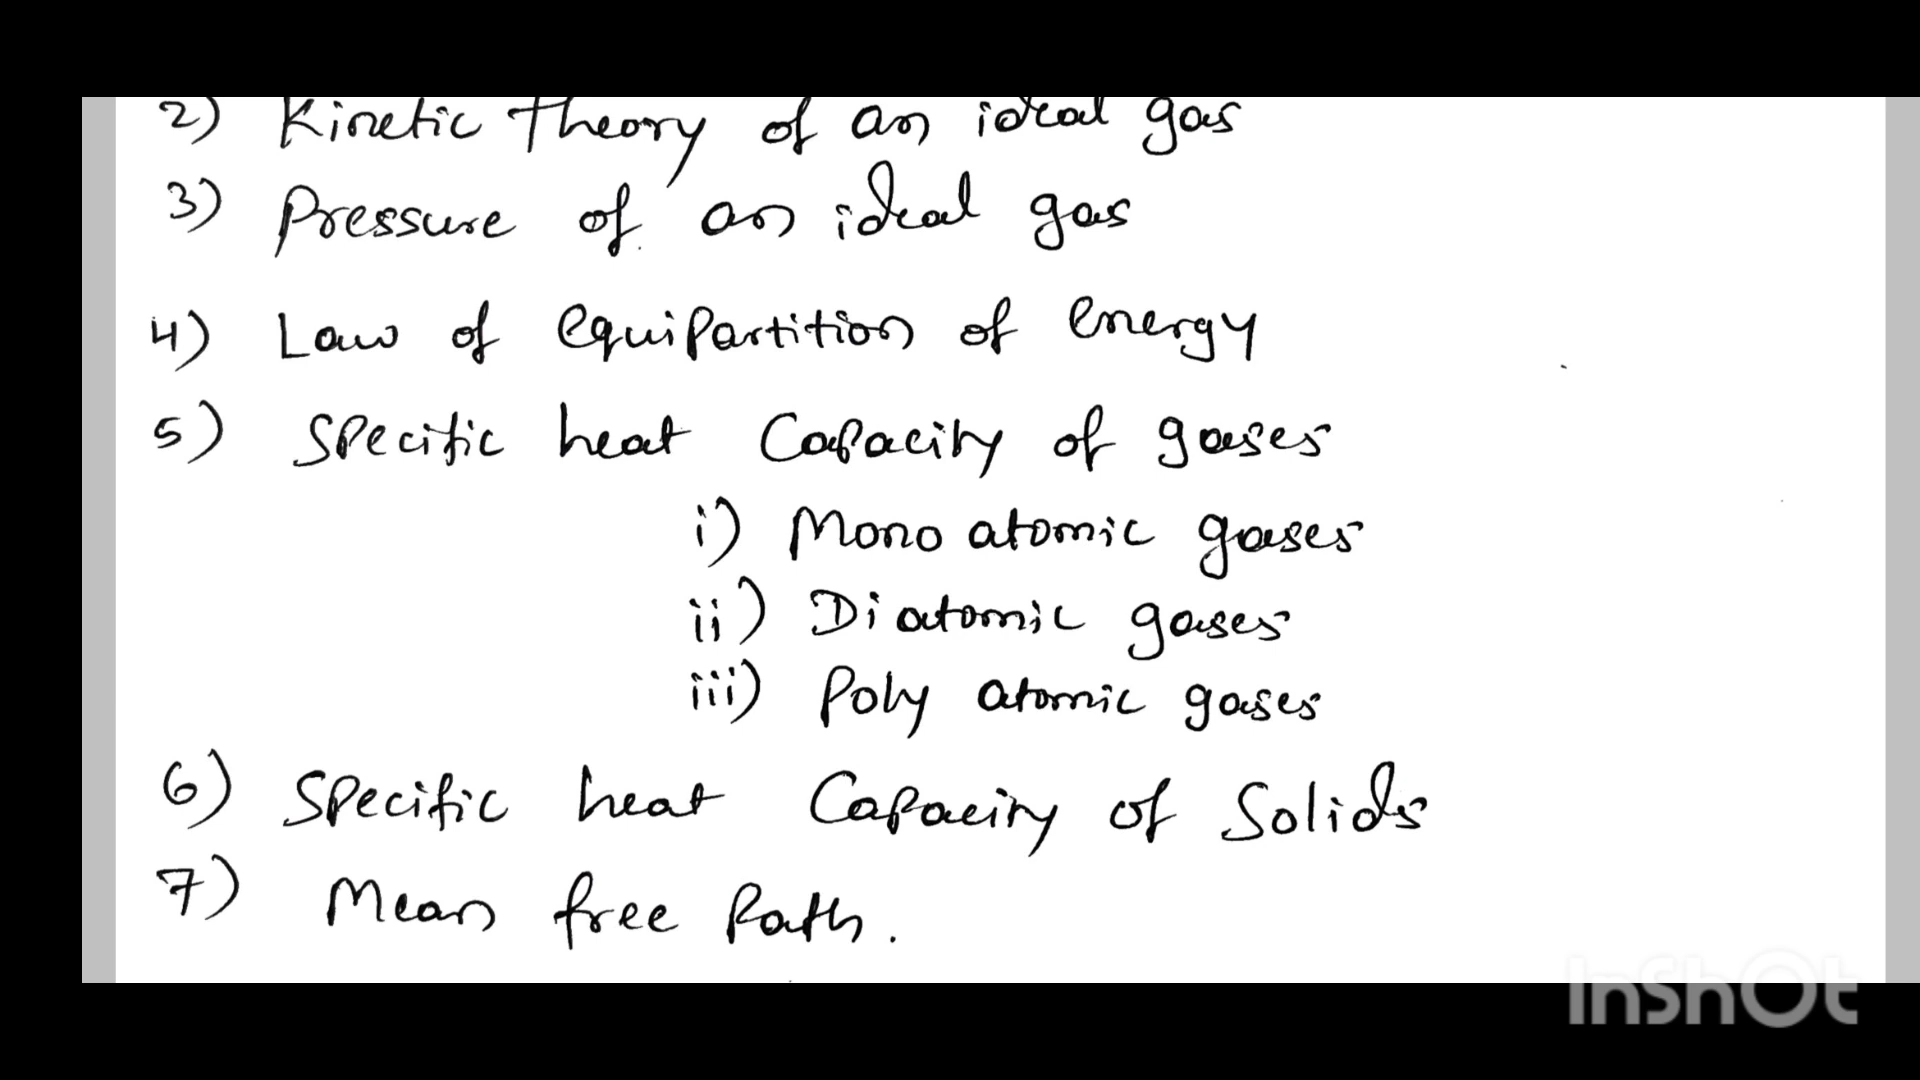 2) Kinetic Theory of an ideal gas
3) Pressure of an ideal gas
4) Law of equipartition of energy
5) Specific heat Capacity of gases
i) Mono atomic gases
ii) Diatomic gases
iii) Poly atomic gases
6) Specific heat Capacity of Solids
7) Mean free Path.
InShOt